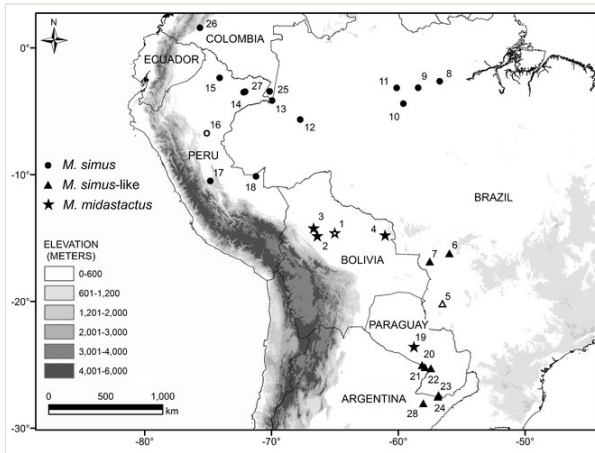 N
26
COLOMBIA
0°
ECUADOR
15
27
25
14
13
11
9
8
10
12
16
PERU
M. simus
M. simus-like
M. midastactus
17
18
-10°
BRAZIL
3
1
4
2
BOLIVIA
7
6
5
ELEVATION
(METERS)
0-600
601-1,200
1,201-2,000
2,001-3,000
3,001-4,000
4,001-6,000
-20°
PARAGUAY
19
20
21
22
23
24
28
ARGENTINA
0 500 1,000
km
-30°
-80° -70° -60° -50°